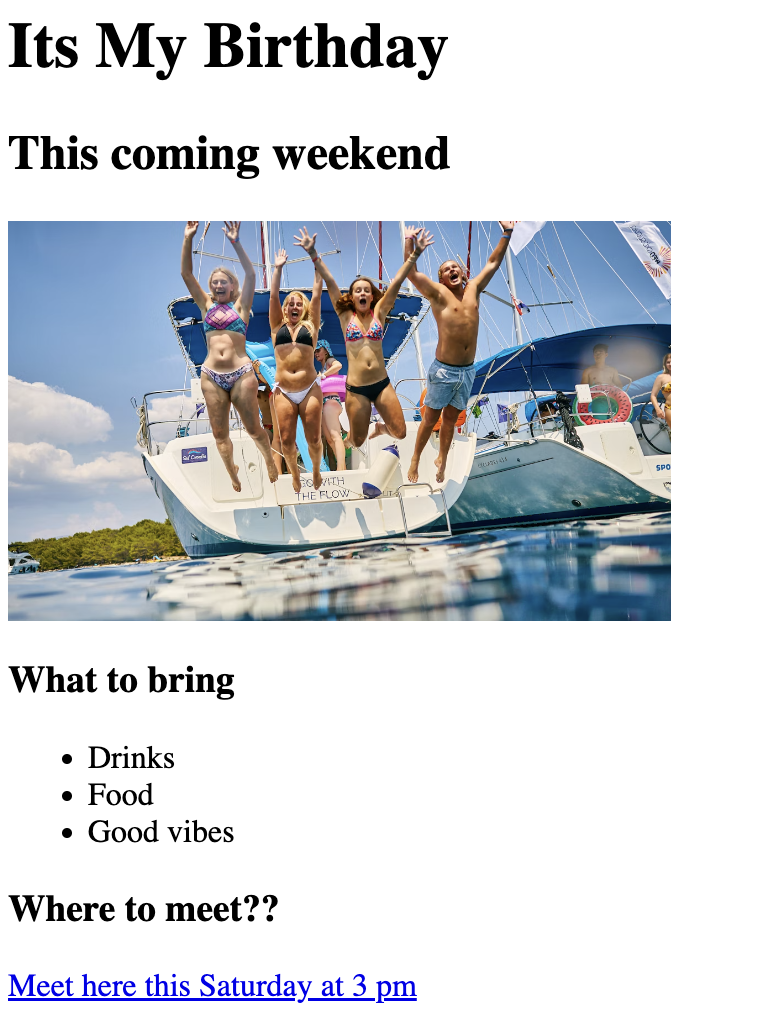 Its My Birthday
This coming weekend
GO WITH
THE FLOW
SPO
What to bring
Drinks
Food
Good vibes
Where to meet??
Meet here this Saturday at 3 pm